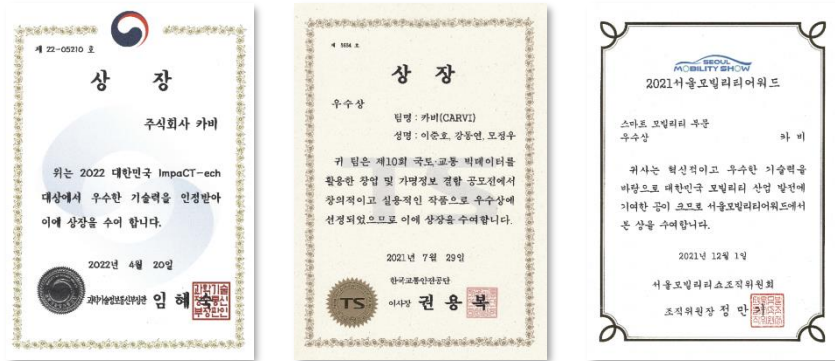 제 22-05210 호
상 장
주식회사 카비
위는 2022 대한민국 ImpaCT-ech
대상에서 우수한 기술력을 인정받아
이에 상장을 수여 합니다.
2022년 4월 20일
과학기술정보통신부장관 임 혜 숙
제 호
상 장
우수상
팀명 : 카비(CARVI)
성명 : 이준호, 강동연, 모정우
귀 팀은 제10회 국토·교통 빅데이터를
활용한 창업 및 가명정보 결합 공모전에서
창의적이고 실용적인 작품으로 우수상에
선정되었으므로 이에 상장을 수여합니다.
2021년 7월 29일
한국교통안전공단
TS
이사장 권 용 복
SEOUL
MOBILITY SHOW
2021서울모빌리티어워드
스마트 모빌리티 부문
우수상 카 비
귀사는 혁신적이고 우수한 기술력을
바탕으로 대한민국 모빌리티 산업 발전에
기여한 공이 크므로 서울모빌리티어워드에서
본 상을 수여합니다.
2021년 12월 1일
서울모빌리티쇼조직위원회
조직위원장 정 만 기